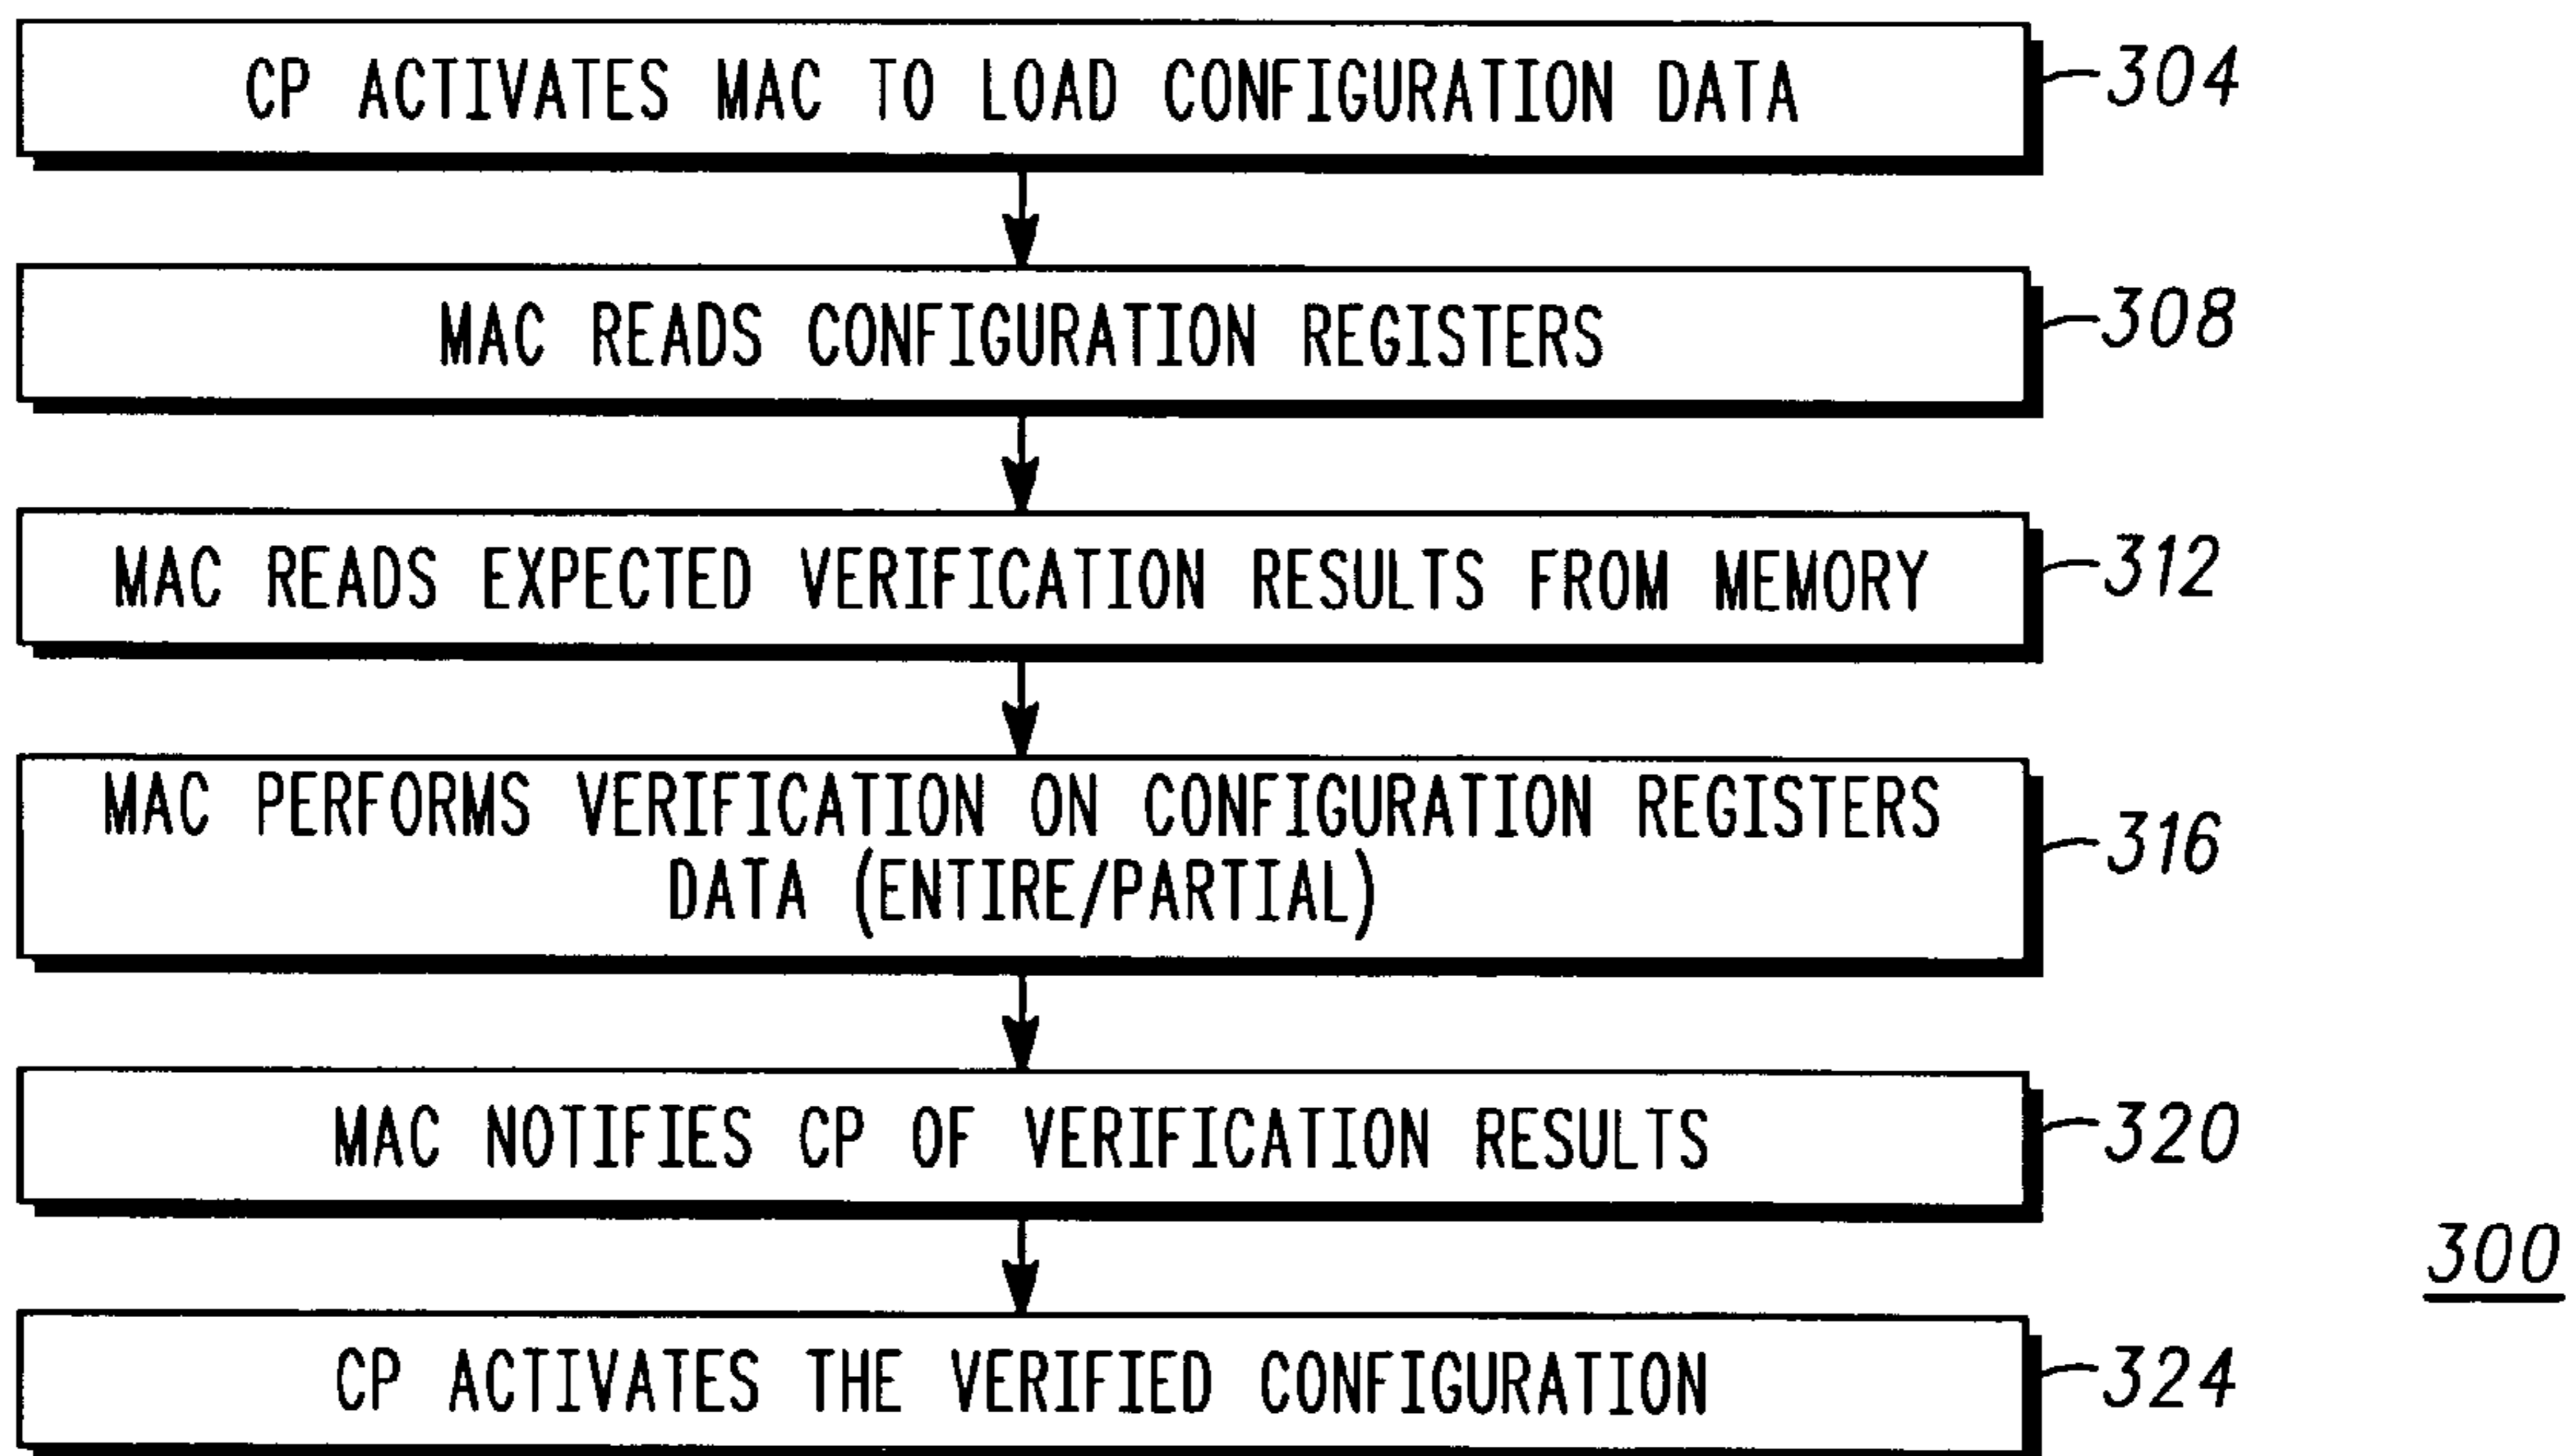 CP ACTIVATES MAC TO LOAD CONFIGURATION DATA
304
MAC READS CONFIGURATION REGISTERS
308
MAC READS EXPECTED VERIFICATION RESULTS FROM MEMORY
312
MAC PERFORMS VERIFICATION ON CONFIGURATION REGISTERS
DATA (ENTIRE/PARTIAL)
316
MAC NOTIFIES CP OF VERIFICATION RESULTS
320
300
CP ACTIVATES THE VERIFIED CONFIGURATION
324